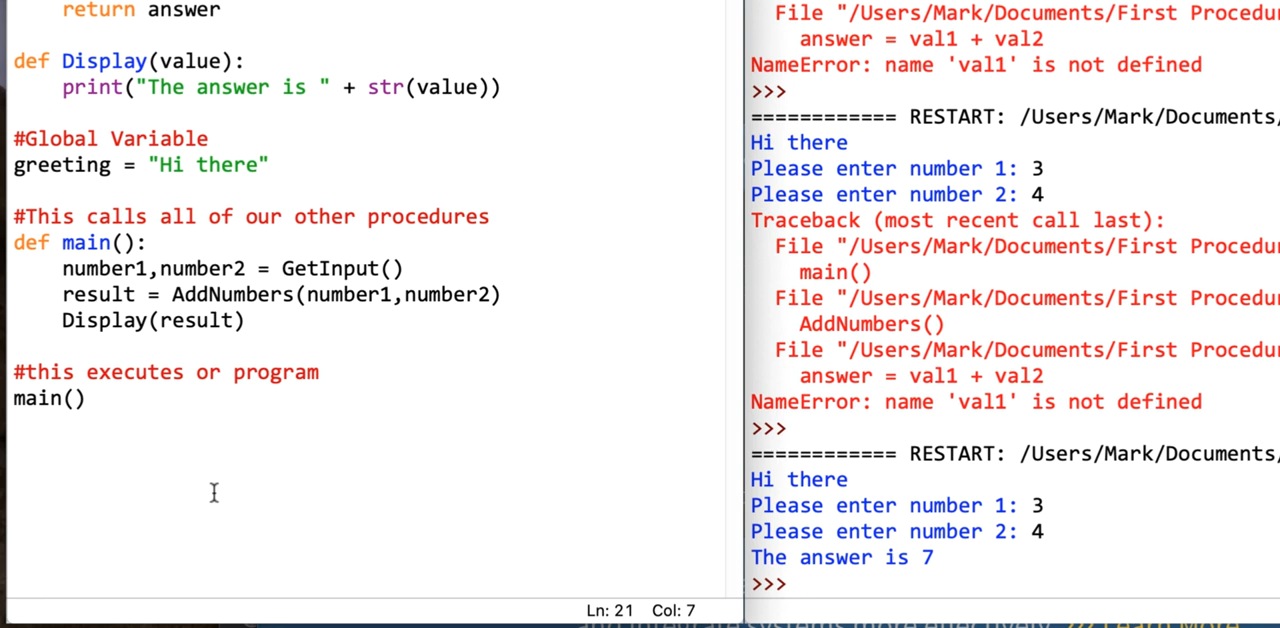 return answer
def Display(value):
print("The answer is " + str(value))
#Global Variable
greeting = "Hi there"
#This calls all of our other procedures
def main():
number1,number2 = GetInput()
result = AddNumbers(number1,number2)
Display(result)
#this executes or program
main()
Ln: 21 Col: 7
File "/Users/Mark/Documents/First Procedu
answer = val1 + val2
NameError: name 'val1' is not defined
>>>
============ RESTART: /Users/Mark/Documents/
Hi there
Please enter number 1: 3
Please enter number 2: 4
Traceback (most recent call last):
File "/Users/Mark/Documents/First Procedu
main()
File "/Users/Mark/Documents/First Procedu
AddNumbers()
File "/Users/Mark/Documents/First Procedu
answer = val1 + val2
NameError: name 'val1' is not defined
>>>
============ RESTART: /Users/Mark/Documents/
Hi there
Please enter number 1: 3
Please enter number 2: 4
The answer is 7
>>>